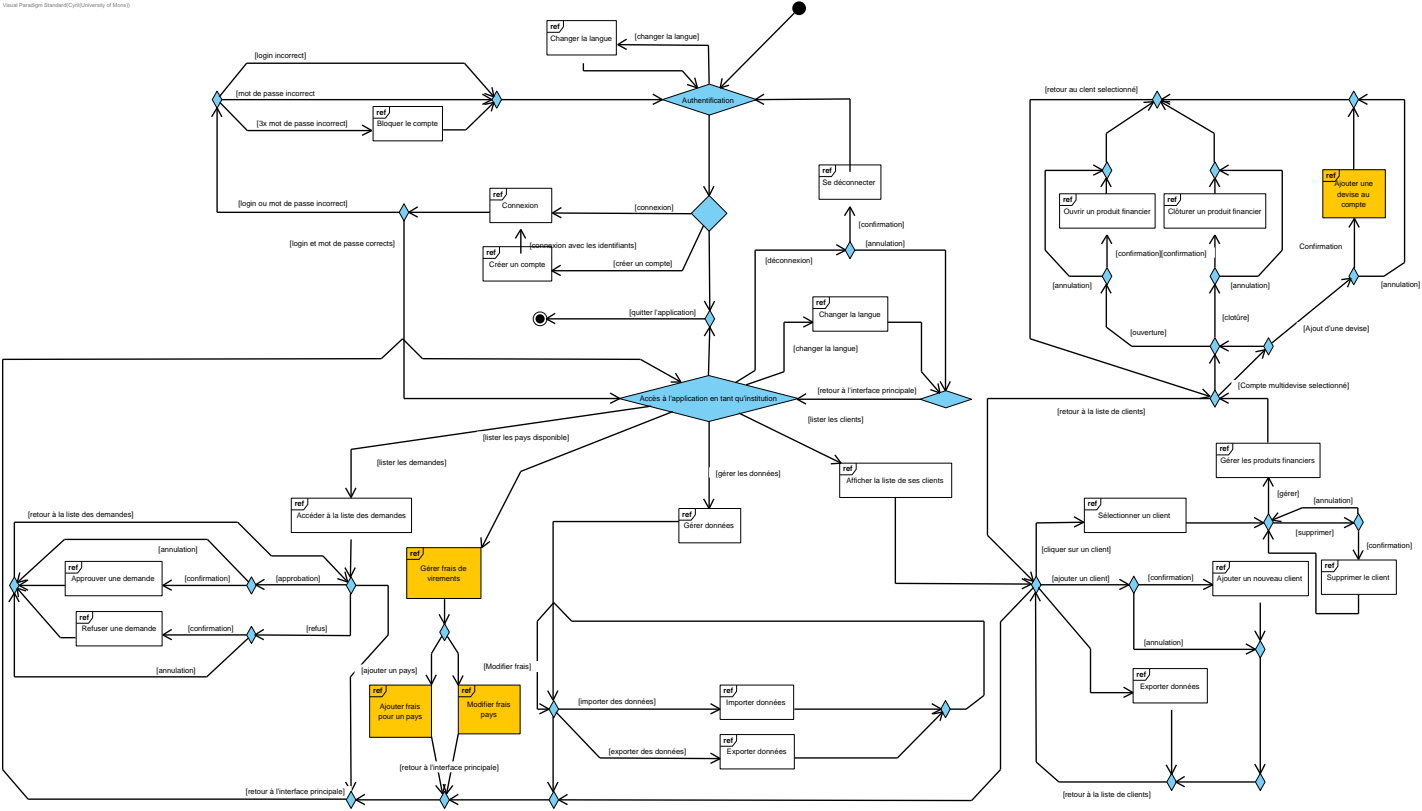 Visual Paradigm Standard(Cyril(University of Mons))
ref
Changer la langue
[changer la langue]
[login incorrect]
[mot de passe incorrect
[3x mot de passe incorrect]
ref
Bloquer le compte
Authentification
[retour au clent selectionné]
ref
Se déconnecter
ref
Ajouter une
devise au
compte
ref
Connexion
[login ou mot de passe incorrect]
[connexion]
ref
Ouvrir un produit financier
ref
Clôturer un produit financier
[confirmation]
[login et mot de passe corrects]
[connexion avec les identifiants]
[annulation]
Confirmation
ref
Créer un compte
[créer un compte]
[déconnexion]
[confirmation]
[confirmation]
[annulation]
[annulation]
[annulation]
[quitter l'application]
ref
Changer la langue
[changer la langue]
[ouverture]
[clotûre]
[Ajout d'une devise]
Accès à l'application en tant qu'institution
[retour à l'interface principale]
[Compte multidevise selectionné]
[lister les clients]
[retour à la liste de clients]
[lister les pays disponible]
[lister les demandes]
[gérer les données]
ref
Afficher la liste de ses clients
ref
Gérer les produits financiers
[gérer]
[annulation]
ref
Accéder à la liste des demandes
ref
Gérer données
ref
Sélectionner un client
[supprimer]
[retour à la liste des demandes]
[cliquer sur un client]
[confirmation]
[annulation]
ref
Gérer frais de
virements
ref
Approuver une demande
[confirmation]
[approbation]
[ajouter un client]
[confirmation]
ref
Ajouter un nouveau client
ref
Supprimer le client
ref
Refuser une demande
[confirmation]
[refus]
[annulation]
[annulation]
[ajouter un pays]
[Modifier frais]
ref
Exporter données
ref
Ajouter frais
pour un pays
ref
Modifier frais
pays
[importer des données]
ref
Importer données
[exporter des données]
ref
Exporter données
[retour à l'interface principale]
[retour à l'interface principale]
[retour à la liste de clients]